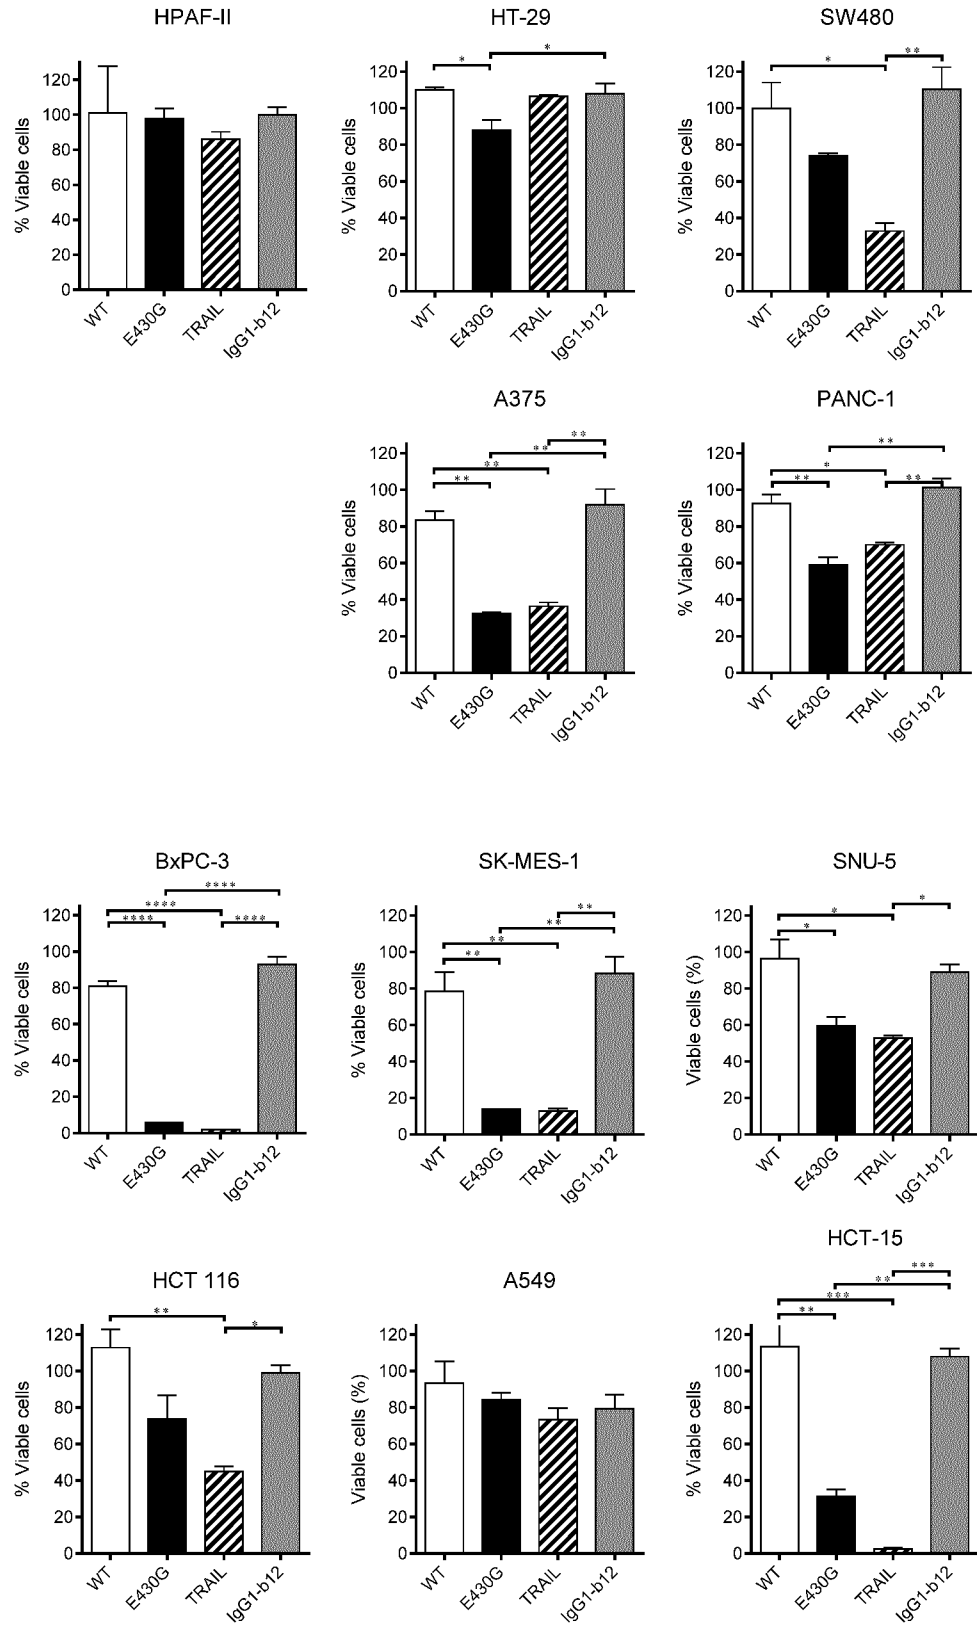 HPAF-II
% Viable cells
120
100
80
60
40
20
0
WT
E430G
TRAIL
IgG1-b12
HT-29
% Viable cells
* *
120
100
80
60
40
20
0
WT
E430G
TRAIL
IgG1-b12
SW480
% Viable cells
* **
120
100
80
60
40
20
0
WT
E430G
TRAIL
IgG1-b12
A375
% Viable cells
**
**
**
**
120
100
80
60
40
20
0
WT
E430G
TRAIL
IgG1-b12
PANC-1
% Viable cells
**
*
** **
120
100
80
60
40
20
0
WT
E430G
TRAIL
IgG1-b12
BxPC-3
% Viable cells
****
****
**** ****
120
100
80
60
40
20
0
WT
E430G
TRAIL
IgG1-b12
SK-MES-1
% Viable cells
**
**
**
**
120
100
80
60
40
20
0
WT
E430G
TRAIL
IgG1-b12
SNU-5
Viable cells (%)
*
*
*
120
100
80
60
40
20
0
WT
E430G
TRAIL
IgG1-b12
HCT 116
% Viable cells
**
*
120
100
80
60
40
20
0
WT
E430G
TRAIL
IgG1-b12
A549
Viable cells (%)
120
100
80
60
40
20
0
WT
E430G
TRAIL
IgG1-b12
HCT-15
% Viable cells
***
**
***
**
120
100
80
60
40
20
0
WT
E430G
TRAIL
IgG1-b12